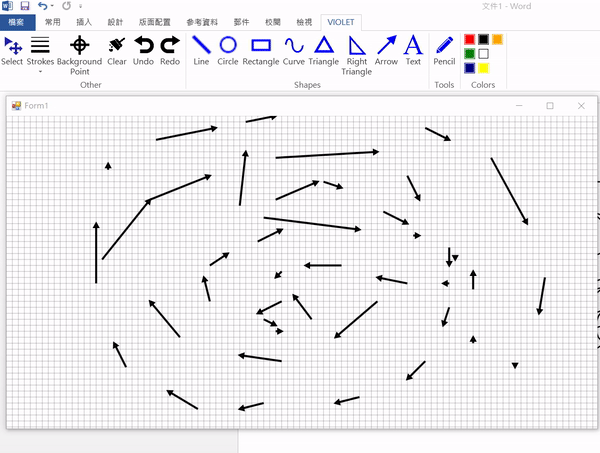 文件1 - Word
檔案 常用 插入 設計 版面配置 參考資料 郵件 校閱 檢視 VIOLET
Select Strokes Background Point Clear Undo Redo Line Circle Rectangle Curve Triangle Right Triangle Arrow Text Pencil
Other Shapes Tools Colors
Form1